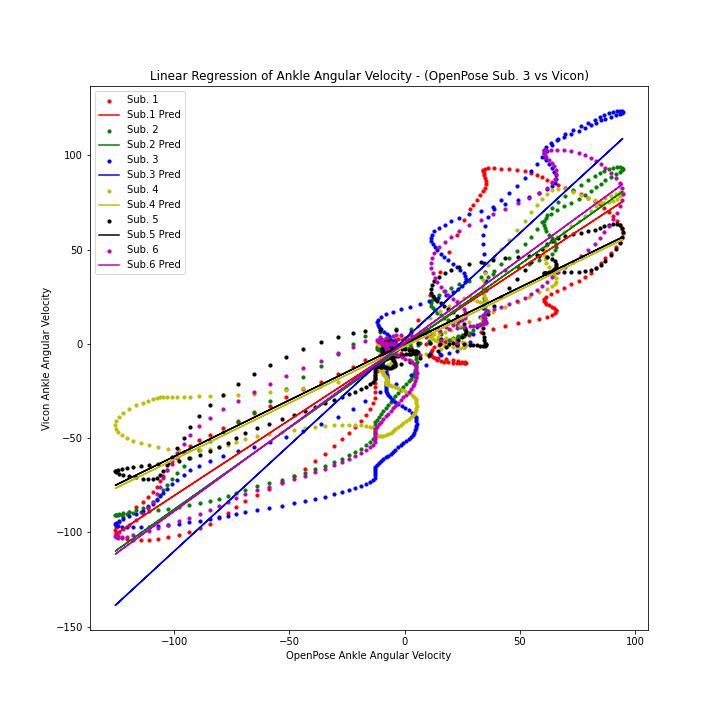 Linear Regression of Ankle Angular Velocity - (OpenPose Sub. 3 vs Vicon)
Sub. 1
Sub.1 Pred
Sub. 2
Sub.2 Pred
Sub. 3
Sub.3 Pred
Sub. 4
Sub.4 Pred
Sub. 5
Sub.5 Pred
Sub. 6
Sub.6 Pred
Vicon Ankle Angular Velocity
100
50
0
−50
−100
−150
−100
−50
0
50
100
OpenPose Ankle Angular Velocity